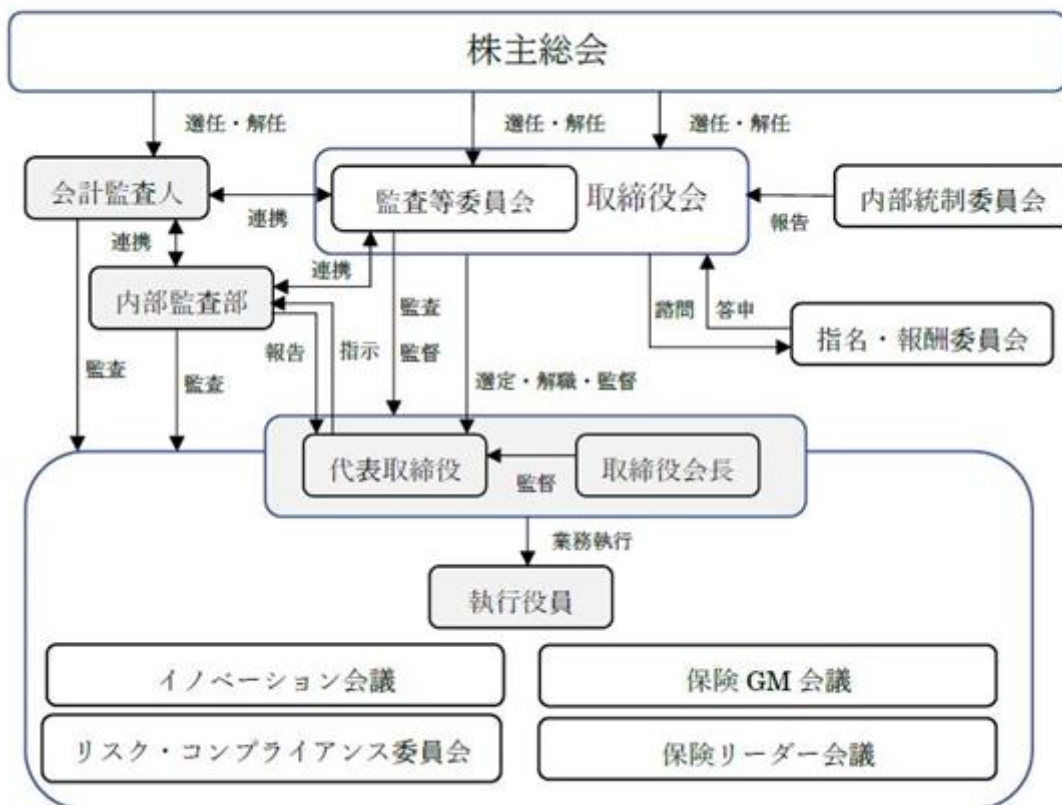 株主総会
選任・解任
選任・解任
選任・解任
会計監査人
連携
監査等委員会
取締役会
報告
内部統制委員会
連携
内部監査部
連携
監査
監督
諮問
答申
指名・報酬委員会
監査
監査
報告
指示
選定・解職・監督
代表取締役
監督
取締役会長
業務執行
執行役員
イノベーション会議
保険 GM 会議
リスク・コンプライアンス委員会
保険リーダー会議